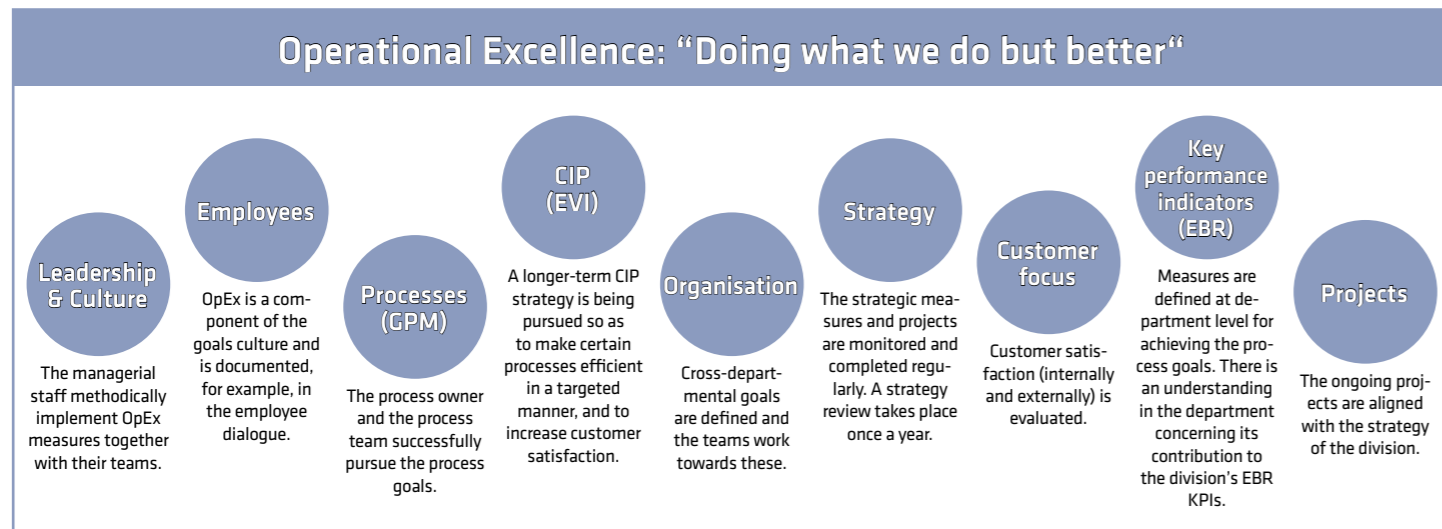 Operational Excellence: “Doing what we do but better“
Leadership
& Culture
The managerial
staff methodically
implement OpEx
measures together
with their teams.
Employees
OpEx is a com-
ponent of the
goals culture and
is documented,
for example, in
the employee
dialogue.
Processes
(GPM)
The process owner
and the process
team successfully
pursue the process
goals.
CIP
(EVI)
A longer-term CIP
strategy is being
pursued so as
to make certain
processes efficient
in a targeted
manner, and to
increase customer
satisfaction.
Organisation
Cross-depart-
mental goals
are defined and
the teams work
towards these.
Strategy
The strategic mea-
sures and projects
are monitored and
completed regu-
larly. A strategy
review takes place
once a year.
Customer
focus
Customer satis-
faction (internally
and externally) is
evaluated.
Key
performance
indicators
(EBR)
Measures are
defined at de-
partment level for
achieving the pro-
cess goals. There is
an understanding
in the department
concerning its
contribution to
the division’s EBR
KPIs.
Projects
The ongoing proj-
ects are aligned
with the strategy
of the division.